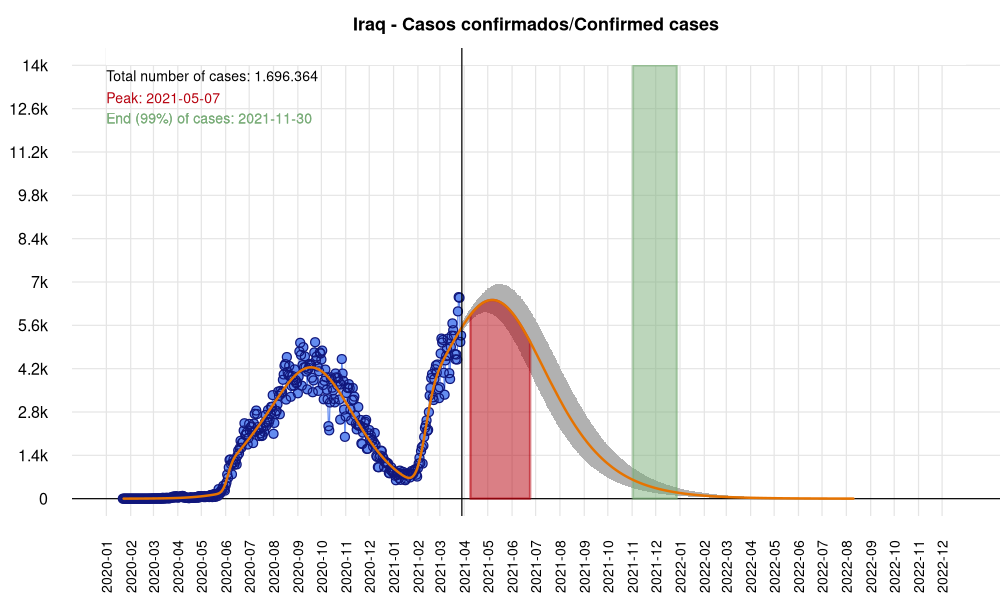 Iraq - Casos confirmados/Confirmed cases
Total number of cases: 1.696.364
Peak: 2021-05-07
End (99%) of cases: 2021-11-30
14k
12.6k
11.2k
9.8k
8.4k
7k
5.6k
4.2k
2.8k
1.4k
0
2020-01
2020-02
2020-03
2020-04
2020-05
2020-06
2020-07
2020-08
2020-09
2020-10
2020-11
2020-12
2021-01
2021-02
2021-03
2021-04
2021-05
2021-06
2021-07
2021-08
2021-09
2021-10
2021-11
2021-12
2022-01
2022-02
2022-03
2022-04
2022-05
2022-06
2022-07
2022-08
2022-09
2022-10
2022-11
2022-12